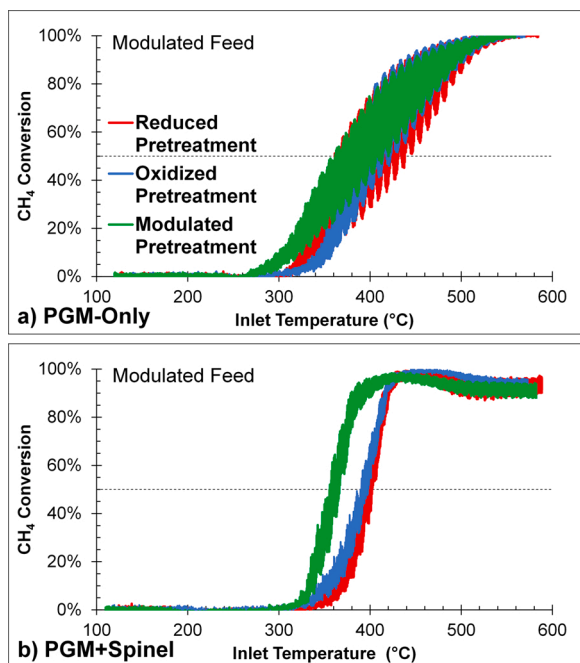 Modulated Feed
100%
80%
60%
40%
20%
0%
CH₄ Conversion
Reduced
Pretreatment
Oxidized
Pretreatment
Modulated
Pretreatment
100 200 300 400 500 600
a) PGM-Only
Inlet Temperature (°C)
Modulated Feed
100%
80%
60%
40%
20%
0%
CH₄ Conversion
100 200 300 400 500 600
b) PGM+Spinel
Inlet Temperature (°C)